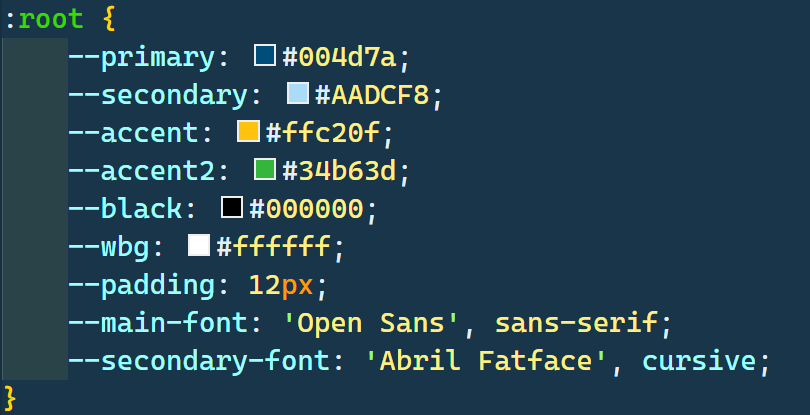 :root {
--primary: #004d7a;
--secondary: #AADCF8;
--accent: #ffc20f;
--accent2: #34b63d;
--black: #000000;
--wbg: #ffffff;
--padding: 12px;
--main-font: 'Open Sans', sans-serif;
--secondary-font: 'Abril Fatface', cursive;
}